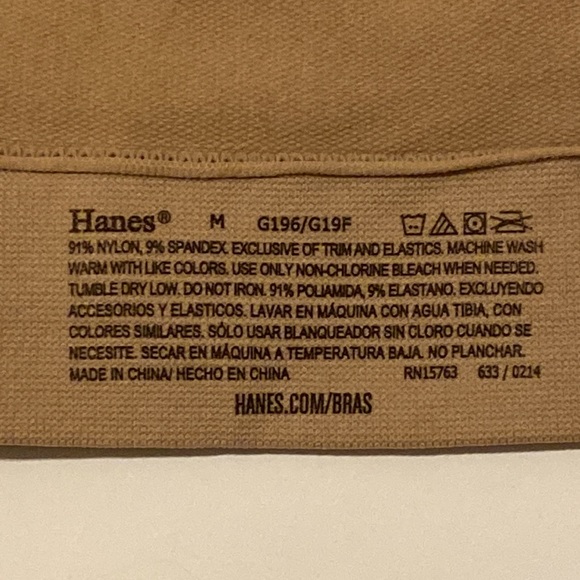 Hanes® M G196/G19F
91% NYLON, 9% SPANDEX. EXCLUSIVE OF TRIM AND ELASTICS. MACHINE WASH
WARM WITH LIKE COLORS. USE ONLY NON-CHLORINE BLEACH WHEN NEEDED.
TUMBLE DRY LOW. DO NOT IRON. 91% POLIAMIDA, 9% ELASTANO. EXCLUYENDO
ACCESORIOS Y ELASTICOS. LAVAR EN MÁQUINA CON AGUA TIBIA, CON
COLORES SIMILARES. SÓLO USAR BLANQUEADOR SIN CLORO CUANDO SE
NECESITE. SECAR EN MÁQUINA A TEMPERATURA BAJA. NO PLANCHAR.
MADE IN CHINA/ HECHO EN CHINA RN15763 633 / 0214
HANES.COM/BRAS